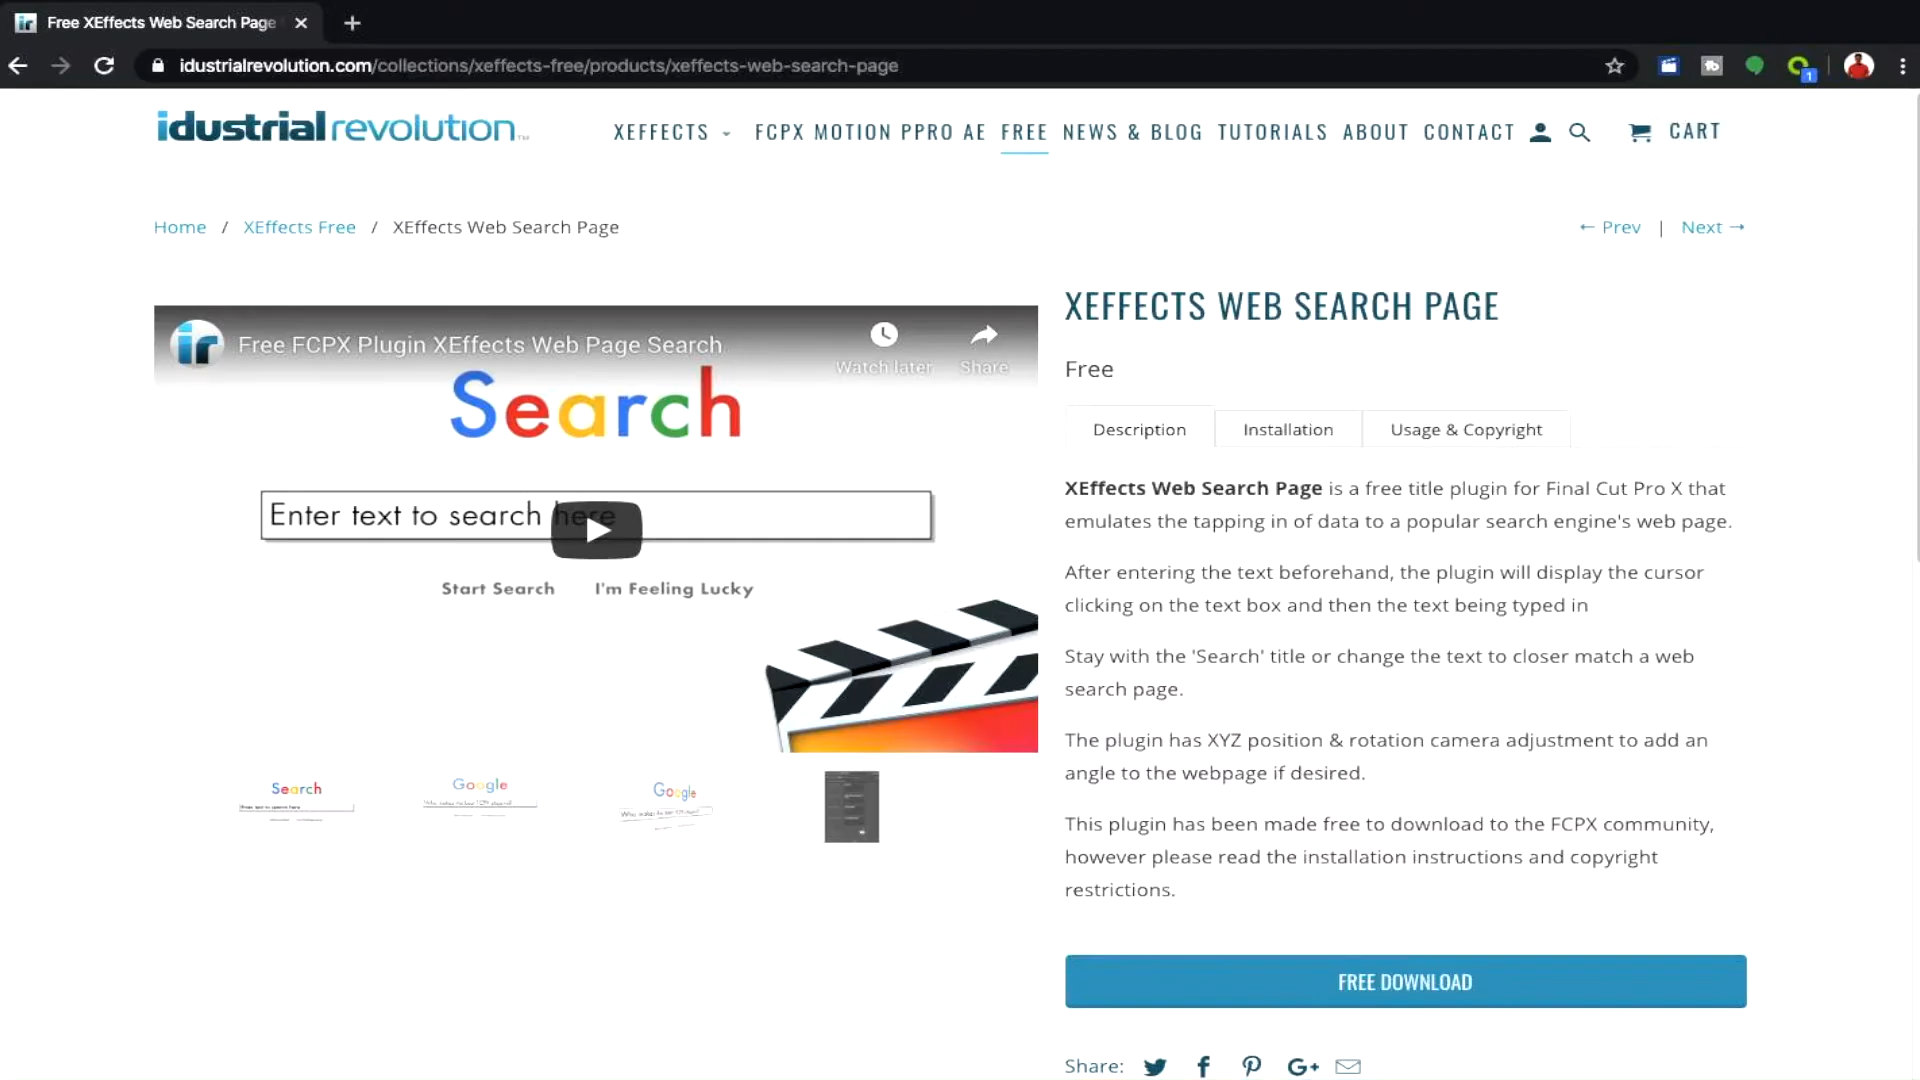 Free XEffects Web Search Page
idustrialrevolution.com/collections/xeffects-free/products/xeffects-web-search-page
idustrial revolution
XEFFECTS FCPX MOTION PPRO AE FREE NEWS & BLOG TUTORIALS ABOUT CONTACT CART
Home / XEffects Free / XEffects Web Search Page
← Prev | Next →
ir Free FCPX Plugin XEffects Web Page Search
Watch later Share
Search
Enter text to search here
Start Search I'm Feeling Lucky
Search
Google
Google
XEFFECTS WEB SEARCH PAGE
Free
Description Installation Usage & Copyright
XEffects Web Search Page is a free title plugin for Final Cut Pro X that
emulates the tapping in of data to a popular search engine's web page.
After entering the text beforehand, the plugin will display the cursor
clicking on the text box and then the text being typed in
Stay with the 'Search' title or change the text to closer match a web
search page.
The plugin has XYZ position & rotation camera adjustment to add an
angle to the webpage if desired.
This plugin has been made free to download to the FCPX community,
however please read the installation instructions and copyright
restrictions.
FREE DOWNLOAD
Share: